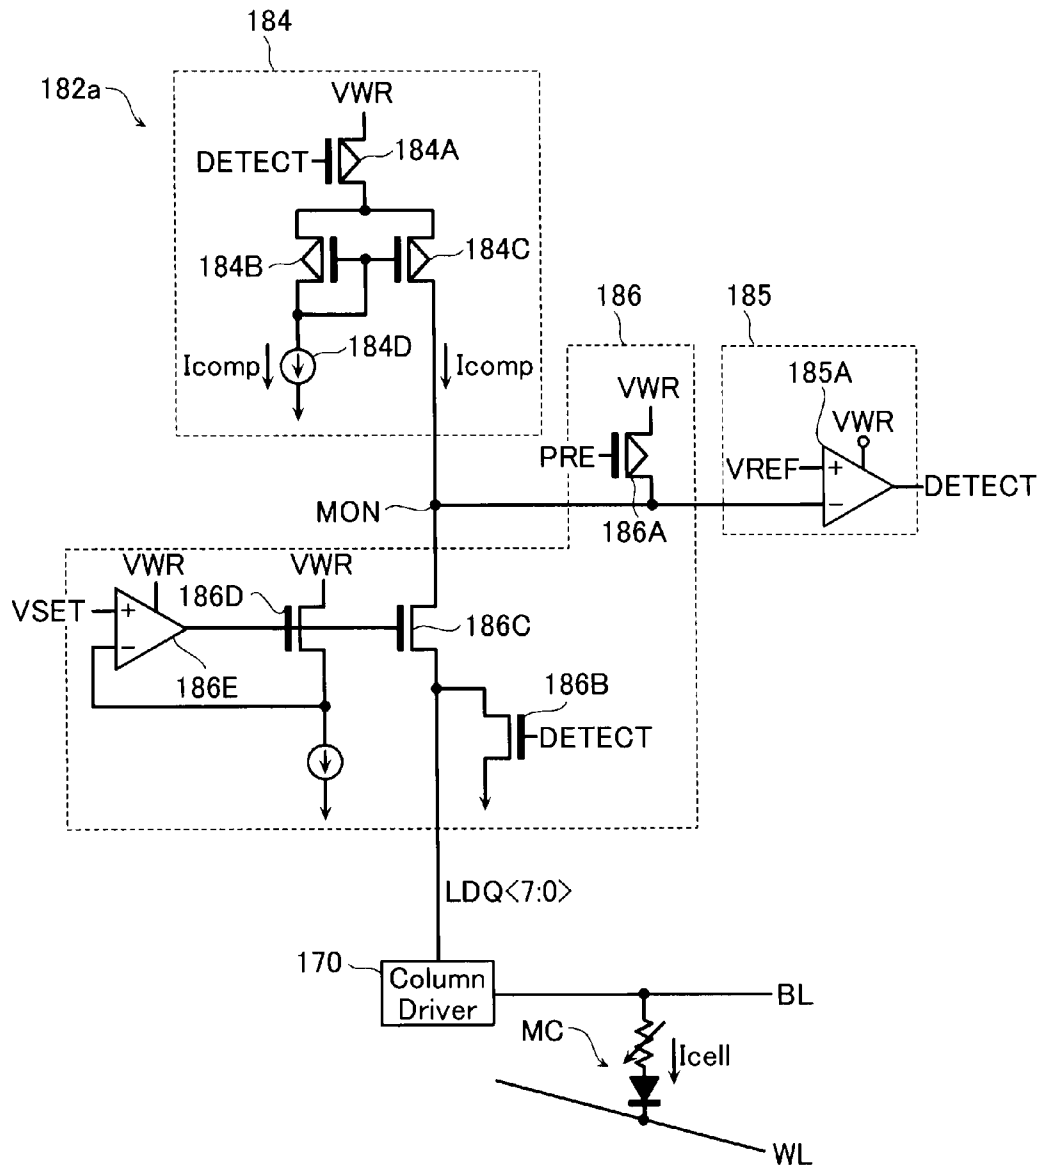 184
182a
VWR
184A
DETECT
184B
184C
184D
Icomp
Icomp
186
185
VWR
185A
VWR
PRE
VREF
+
−
DETECT
MON
186A
VWR
VWR
186D
VSET
+
−
186C
186E
186B
DETECT
LDQ<7:0>
170
Column
Driver
BL
MC
Icell
WL